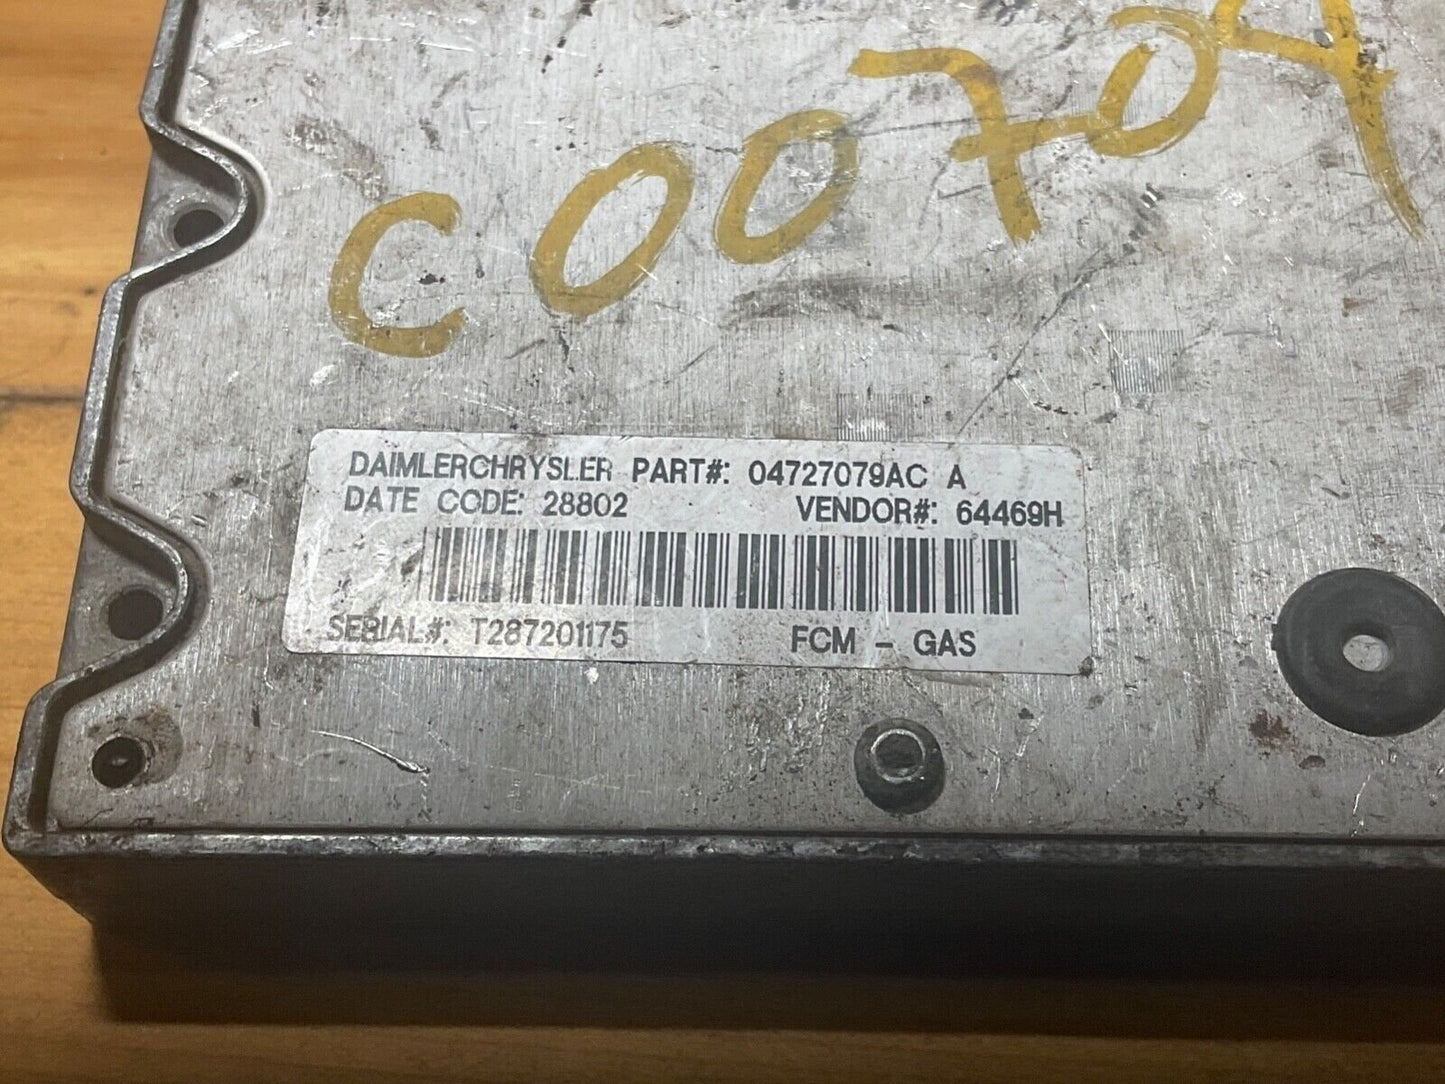 C00704
DAIMLERCHRYSLER PART#: 04727079AC A
DATE CODE: 28802 VENDOR#: 64469H
SERIAL#: T287201175 FCM - GAS